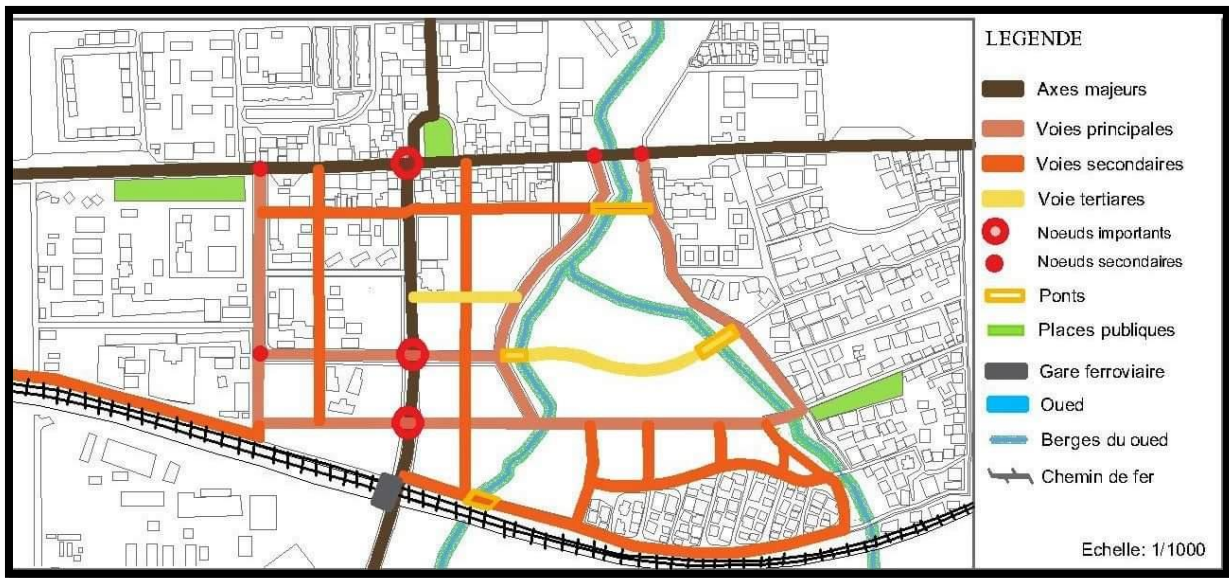 LEGENDE
Axes majeurs
Voies principales
Voies secondaires
Voie tertiares
Noeuds importants
Noeuds secondaires
Ponts
Places publiques
Gare ferroviaire
Oued
Berges du oued
Chemin de fer
Echelle: 1/1000